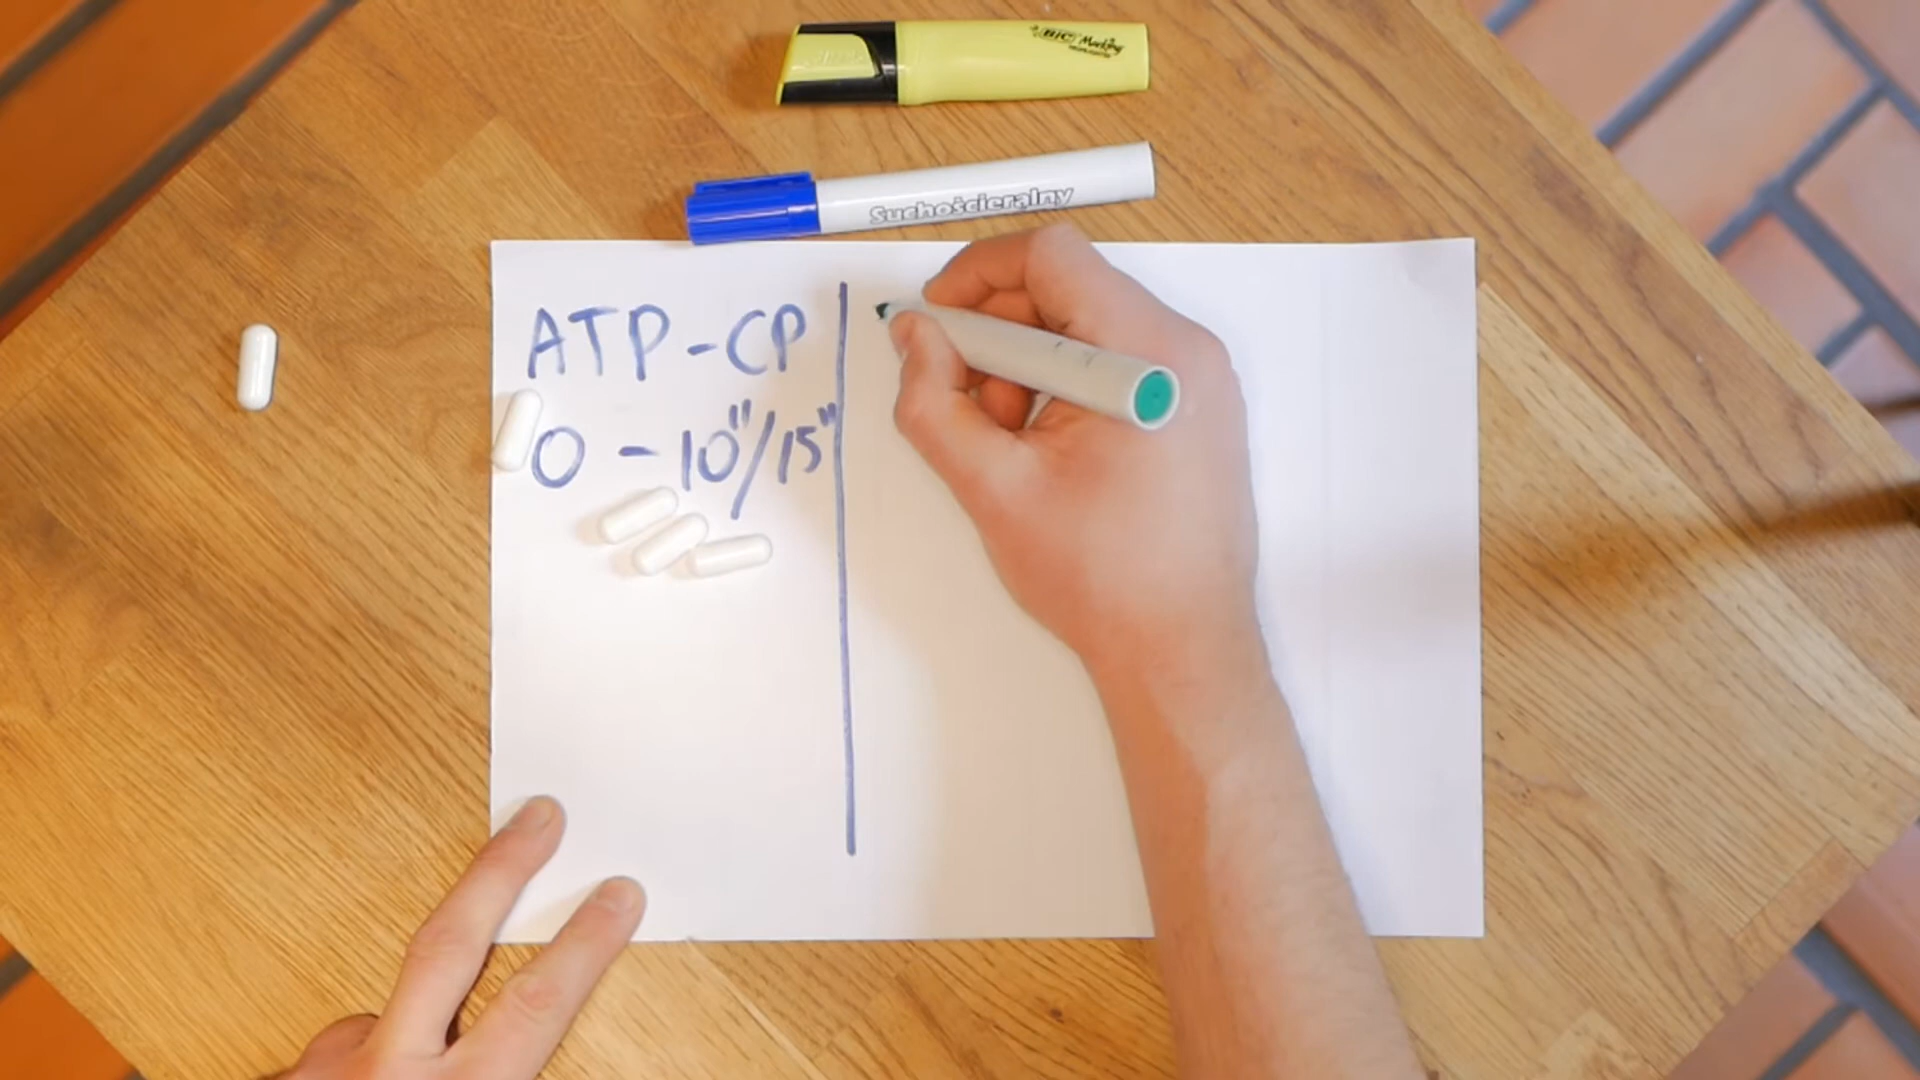 BIC Marking
Suchościeralny
ATP-CP
0 - 10"/15"